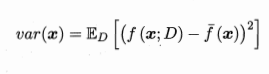 var(𝒙) = 𝔼_D [(f (𝒙; D) − f̄ (𝒙))²]